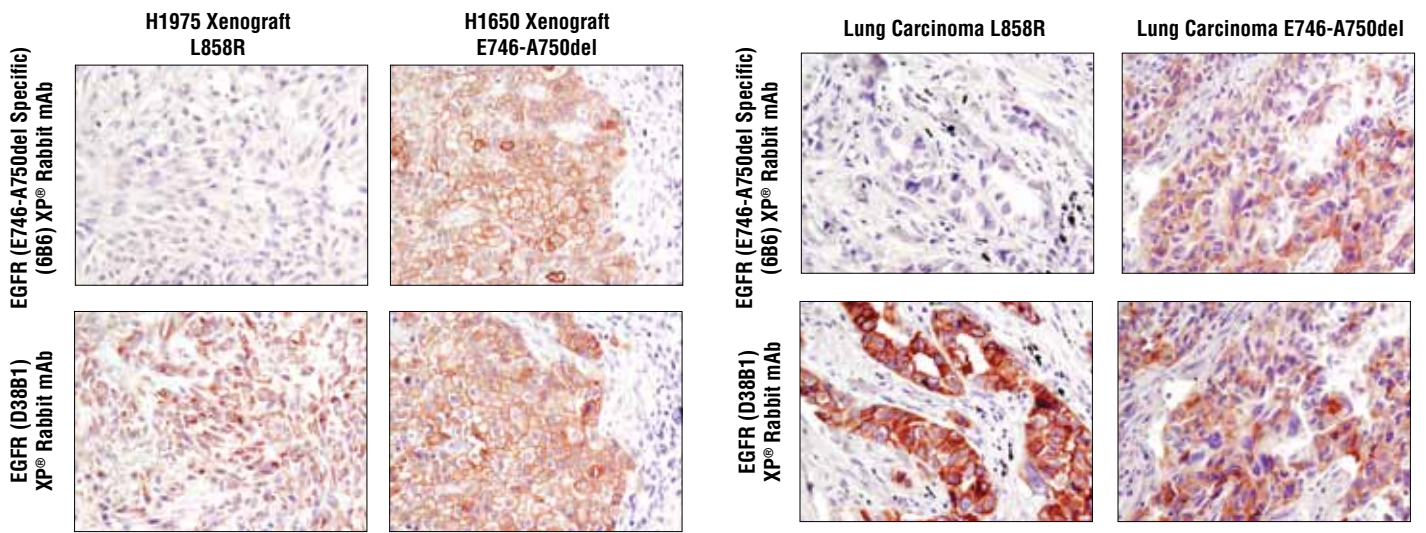 H1975 Xenograft
L858R
H1650 Xenograft
E746-A750del
Lung Carcinoma L858R
Lung Carcinoma E746-A750del
EGFR (E746-A750del Specific)
(6B6) XP® Rabbit mAb
EGFR (E746-A750del Specific)
(6B6) XP® Rabbit mAb
EGFR (D38B1)
XP® Rabbit mAb
EGFR (D38B1)
XP® Rabbit mAb